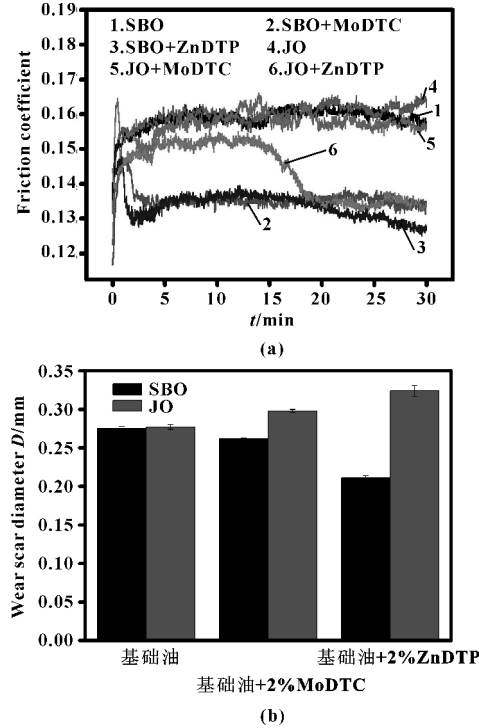 0.19
1.SBO 2.SBO+MoDTC
0.18
3.SBO+ZnDTP 4.JO
0.17
5.JO+MoDTC 6.JO+ZnDTP
0.16
0.15
0.14
0.13
0.12
Friction coefficient
4
1
5
6
2
3
0 5 10 15 20 25 30
t/min
(a)
0.35
0.30
0.25
0.20
0.15
0.10
0.05
0.00
Wear scar diameter D/mm
SBO
JO
基础油 基础油+2%ZnDTP
基础油+2%MoDTC
(b)